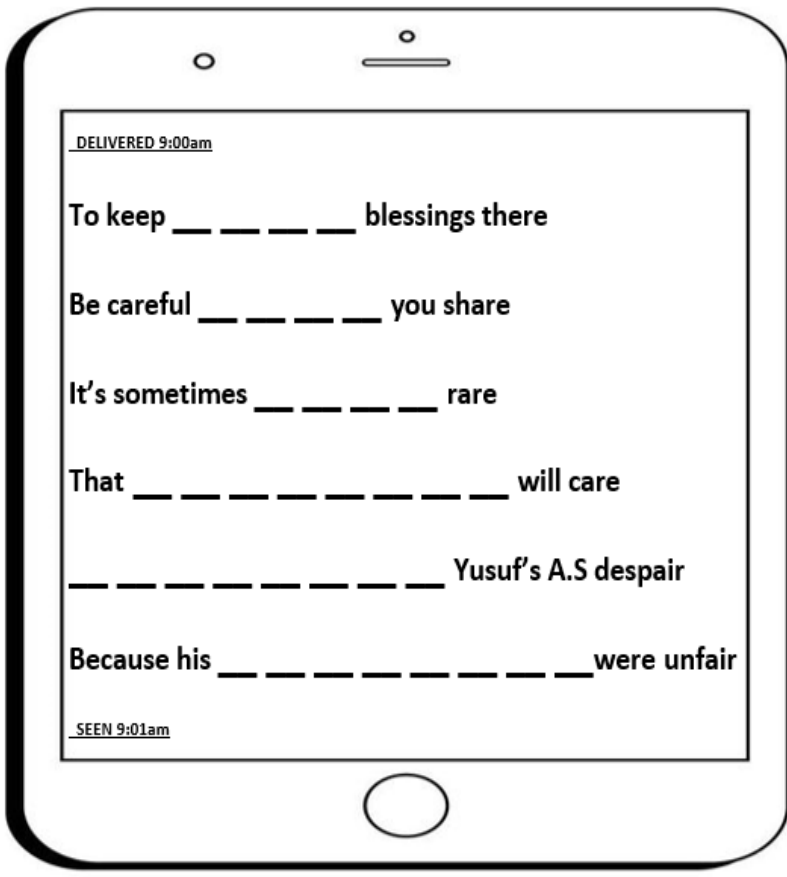 DELIVERED 9:00am
To keep __ __ __ __ blessings there
Be careful __ __ __ __ you share
It’s sometimes __ __ __ __ rare
That __ __ __ __ __ __ __ __ will care
__ __ __ __ __ __ __ __ Yusuf’s A.S despair
Because his __ __ __ __ __ __ __ __were unfair
SEEN 9:01am